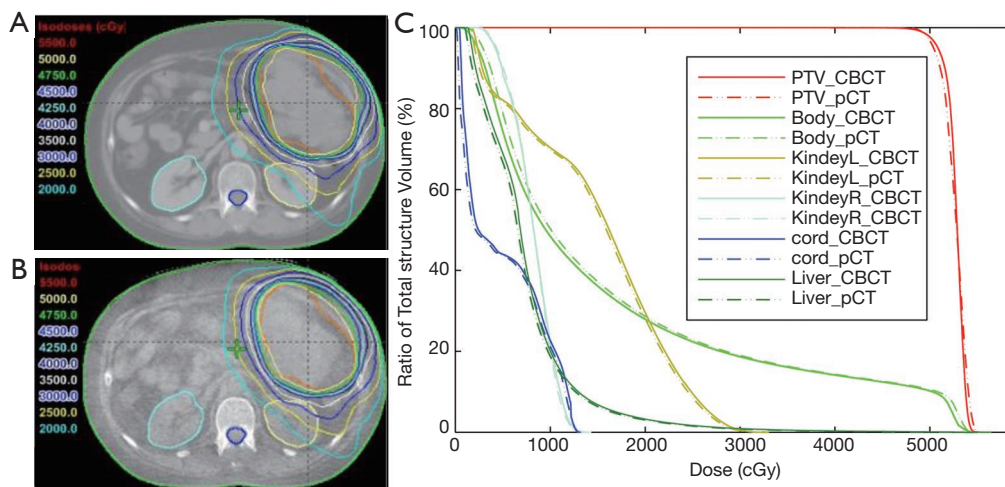 A
Isodoses (cGy
5500.0
5000.0
4750.0
4500.0
4250.0
4000.0
3500.0
3000.0
2500.0
2000.0
B
Isodos
5500.0
5000.0
4750.0
4500.0
4250.0
4000.0
3500.0
3000.0
2500.0
2000.0
C
Ratio of Total structure Volume (%)
100
80
60
40
20
0
PTV_CBCT
PTV_pCT
Body_CBCT
Body_pCT
KindeyL_CBCT
KindeyL_pCT
KindeyR_CBCT
KindeyR_CBCT
cord_CBCT
cord_pCT
Liver_CBCT
Liver_pCT
0 1000 2000 3000 4000 5000
Dose (cGy)